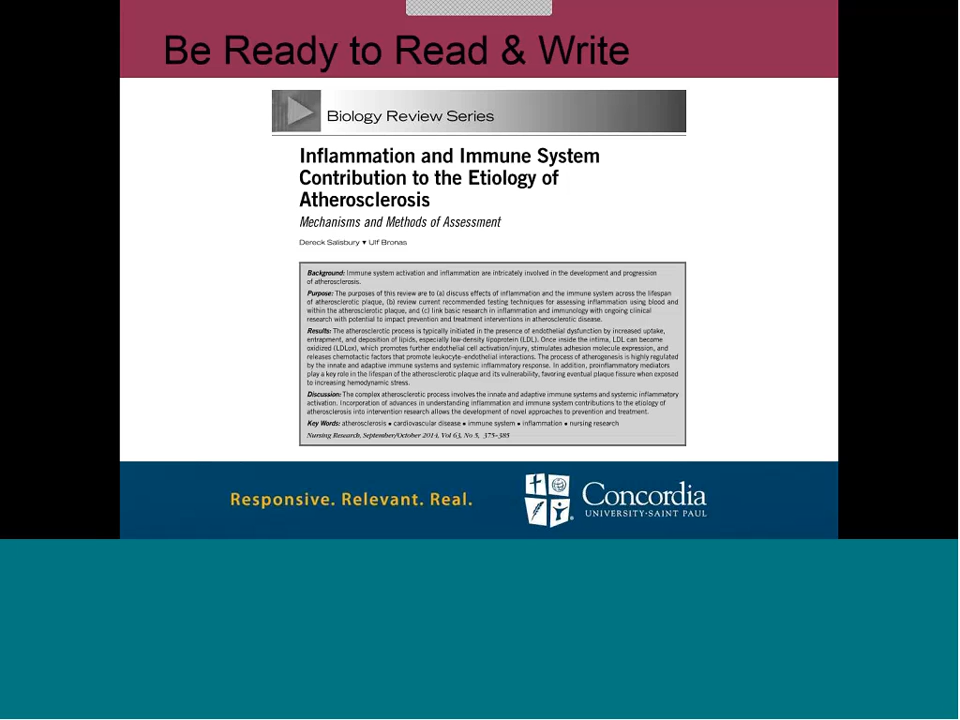 Be Ready to Read & Write
Biology Review Series
Inflammation and Immune System
Contribution to the Etiology of
Atherosclerosis
Mechanisms and Methods of Assessment
Dereck Salisbury ▼ Ulf Bronas
Background: Immune system activation and inflammation are intricately involved in the development and progression
of atherosclerosis.
Purpose: The purposes of this review are to (a) discuss effects of inflammation and the immune system across the lifespan
of atherosclerotic plaque, (b) review current recommended testing techniques for assessing inflammation using blood and
within the atherosclerotic plaque, and (c) link basic research in inflammation and immunology with ongoing clinical
research with potential to impact prevention and treatment interventions in atherosclerotic disease.
Results: The atherosclerotic process is typically initiated in the presence of endothelial dysfunction by increased uptake,
entrapment, and deposition of lipids, especially low-density lipoprotein (LDL). Once inside the intima, LDL can become
oxidized (LDLox), which promotes further endothelial cell activation/injury, stimulates adhesion molecule expression, and
releases chemotactic factors that promote leukocyte–endothelial interactions. The process of atherogenesis is highly regulated
by the innate and adaptive immune systems and systemic inflammatory response. In addition, proinflammatory mediators
play a key role in the lifespan of the atherosclerotic plaque and its vulnerability, favoring eventual plaque fissure when exposed
to increasing hemodynamic stress.
Discussion: The complex atherosclerotic process involves the innate and adaptive immune systems and systemic inflammatory
activation. Incorporation of advances in understanding inflammation and immune system contributions to the etiology of
atherosclerosis into intervention research allows the development of novel approaches to prevention and treatment.
Key Words: atherosclerosis • cardiovascular disease • immune system • inflammation • nursing research
Nursing Research, September/October 2014, Vol 63, No 5, 375–385
Responsive. Relevant. Real.
Concordia
UNIVERSITY·SAINT PAUL